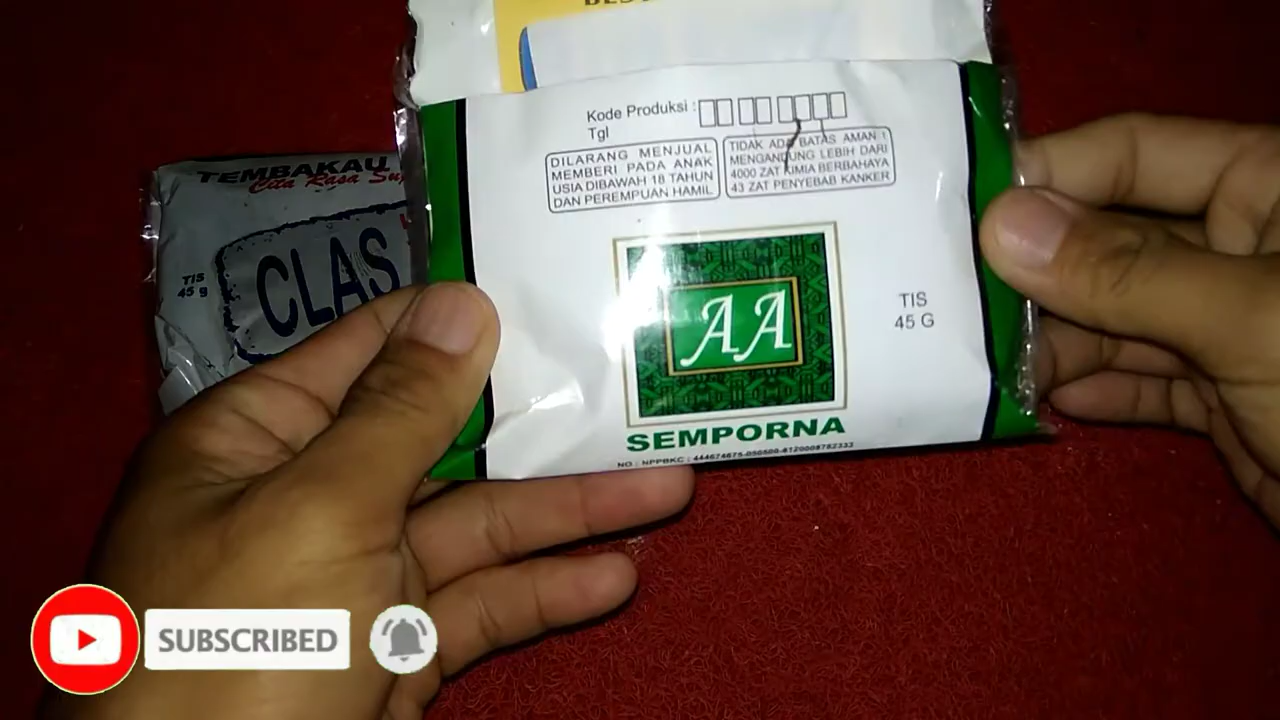 Kode Produksi :
Tgl
DILARANG MENJUAL
MEMBERI PADA ANAK
USIA DIBAWAH 18 TAHUN
DAN PEREMPUAN HAMIL
TIDAK ADA BATAS AMAN !
MENGANDUNG LEBIH DARI
4000 ZAT KIMIA BERBAHAYA
43 ZAT PENYEBAB KANKER
TEMBAKAU
Cita Rasa
TIS
45 g
CLAS
AA
TIS
45 G
SEMPORNA
NO : NPPBKC :
SUBSCRIBED